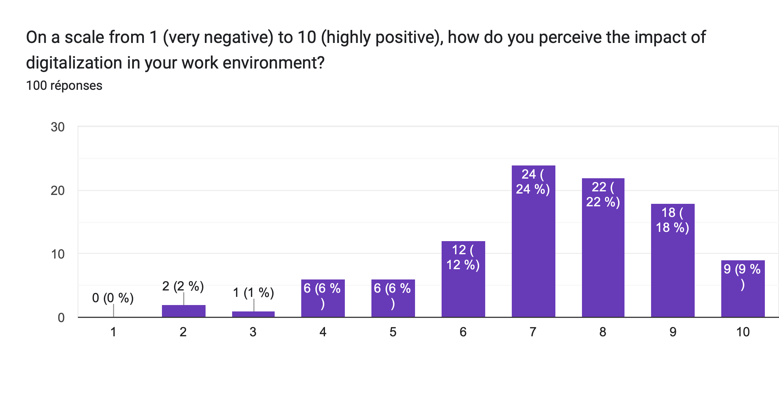 On a scale from 1 (very negative) to 10 (highly positive), how do you perceive the impact of
digitalization in your work environment?
100 réponses
30
20
10
0
0 (0 %)
2 (2 %)
1 (1 %)
6 (6 %
)
6 (6 %
)
12 (
12 %)
24 (
24 %)
22 (
22 %)
18 (
18 %)
9 (9 %
)
1 2 3 4 5 6 7 8 9 10